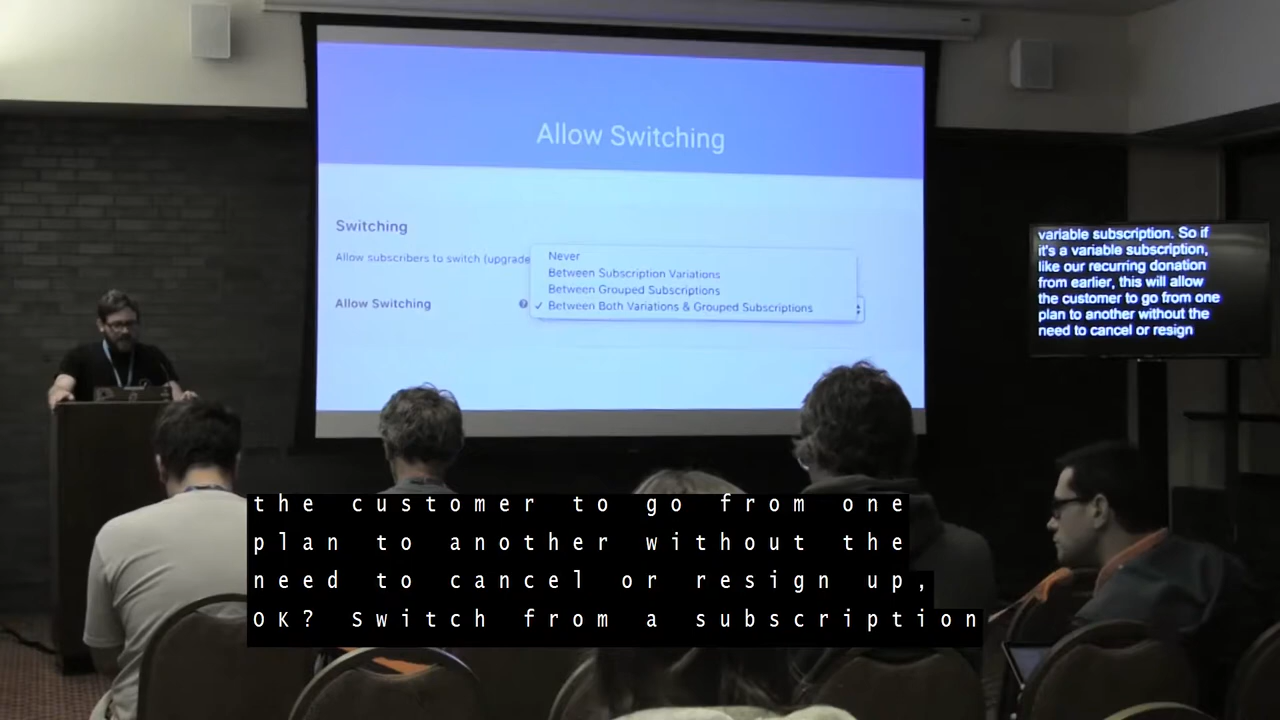 Allow Switching
Switching
Allow subscribers to switch (upgrade
Never
Between Subscription Variations
Between Grouped Subscriptions
Allow Switching
✓ Between Both Variations & Grouped Subscriptions
variable subscription. So if
it's a variable subscription,
like our recurring donation
from earlier, this will allow
the customer to go from one
plan to another without the
need to cancel or resign
the customer to go from one
plan to another without the
need to cancel or resign up,
OK? Switch from a subscription